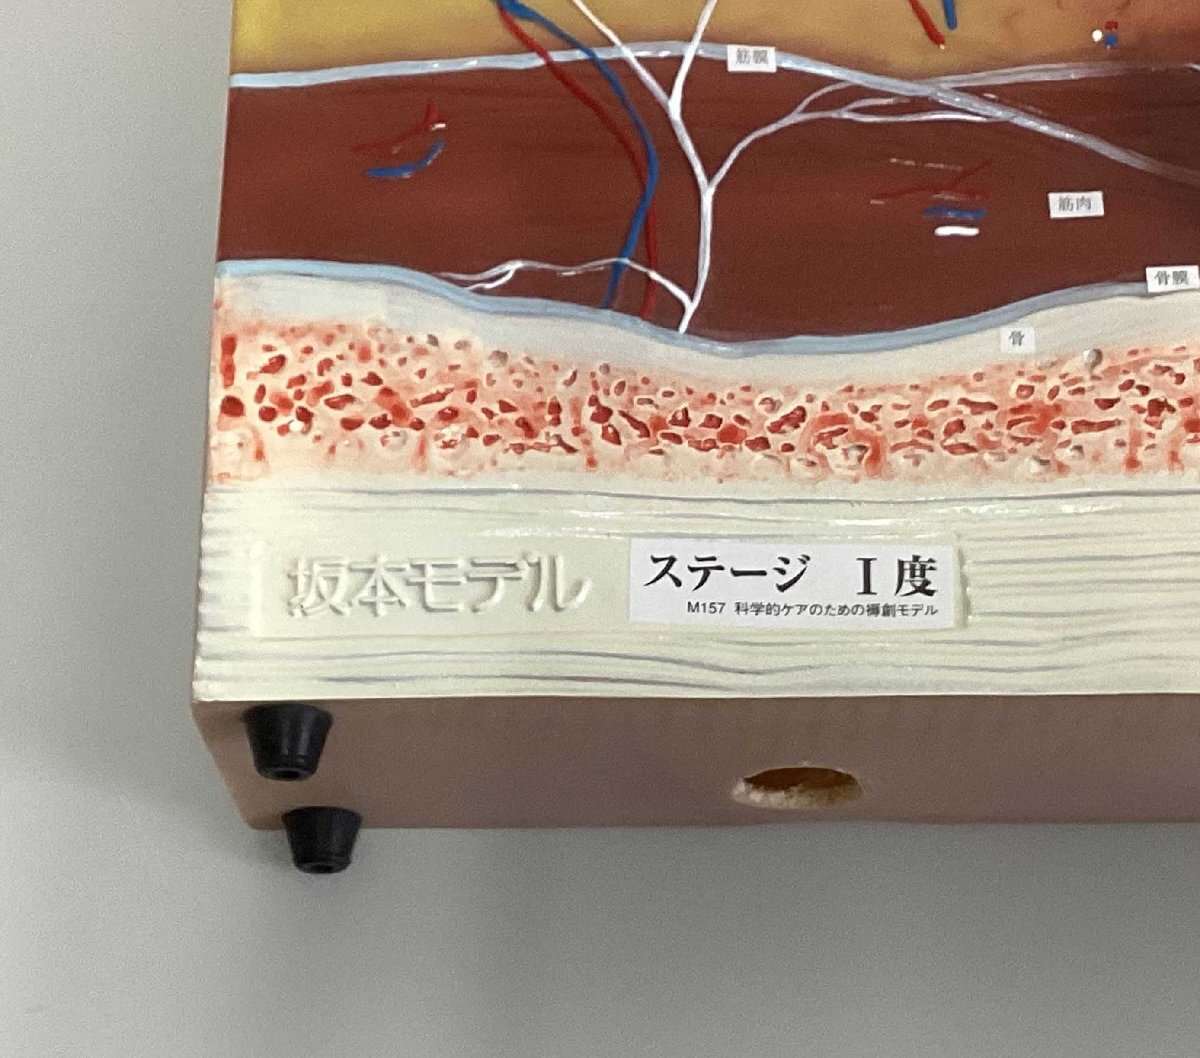 筋膜
筋肉
骨膜
骨
坂本モデル
ステージ Ⅰ度
M157 科学的ケアのための褥創モデル